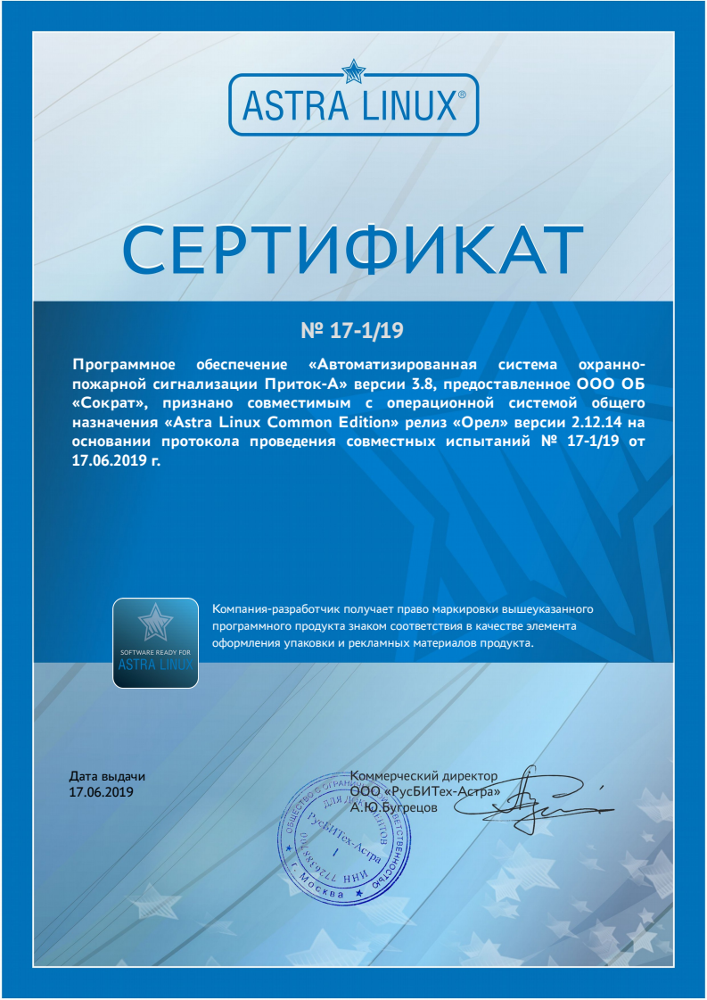 ASTRA LINUX®
СЕРТИФИКАТ
№ 17-1/19
Программное обеспечение «Автоматизированная система охранно-
пожарной сигнализации Приток-А» версии 3.8, предоставленное ООО ОБ
«Сократ», признано совместимым с операционной системой общего
назначения «Astra Linux Common Edition» релиз «Орел» версии 2.12.14 на
основании протокола проведения совместных испытаний № 17-1/19 от
17.06.2019 г.
Компания-разработчик получает право маркировки вышеуказанного
программного продукта знаком соответствия в качестве элемента
оформления упаковки и рекламных материалов продукта.
SOFTWARE READY FOR
ASTRA LINUX
Дата выдачи
17.06.2019
Коммерческий директор
ООО «РусБИТех-Астра»
А.Ю.Бугрецов
ОБЩЕСТВО С ОГРАНИЧЕННОЙ ОТВЕТСТВЕННОСТЬЮ
г. Москва
ДЛЯ ДОКУМЕНТОВ
РусБИТех-Астра
1
ИНН